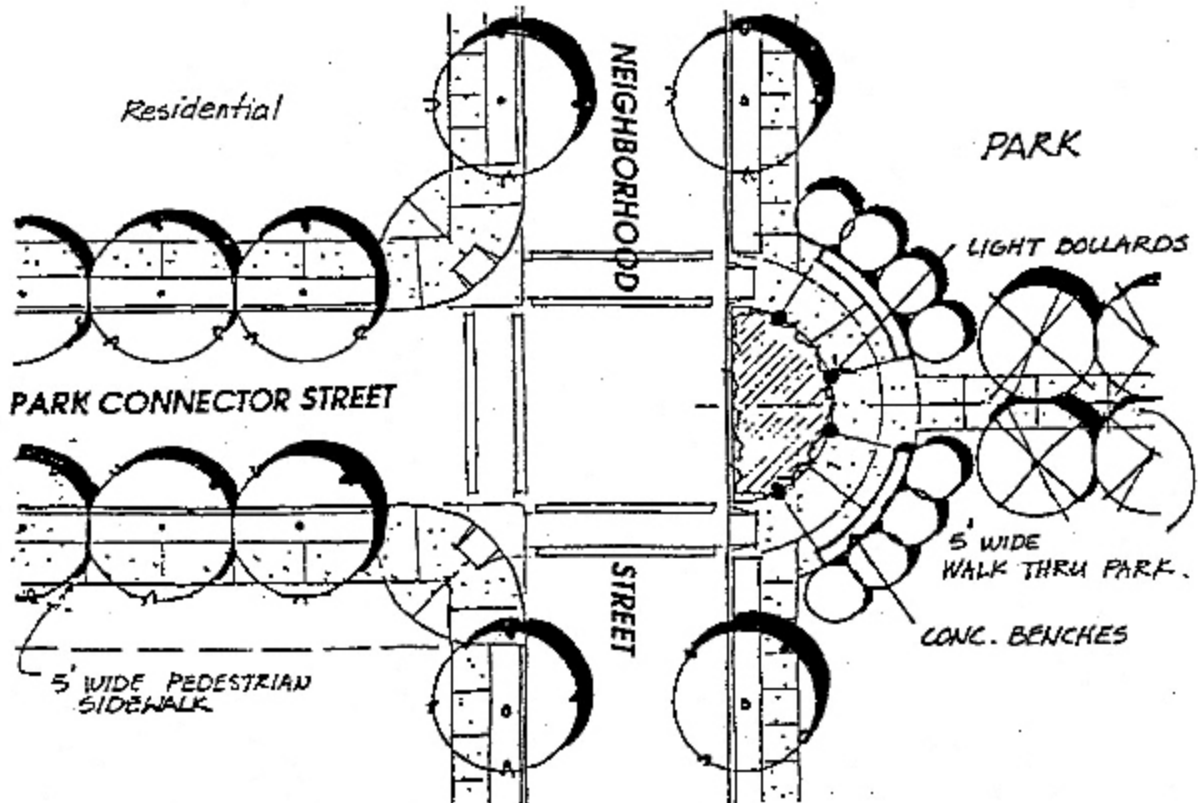 Residential
NEIGHBORHOOD
PARK
LIGHT BOLLARDS
PARK CONNECTOR STREET
5' WIDE
WALK THRU PARK.
STREET
CONC. BENCHES
5' WIDE PEDESTRIAN
SIDEWALK